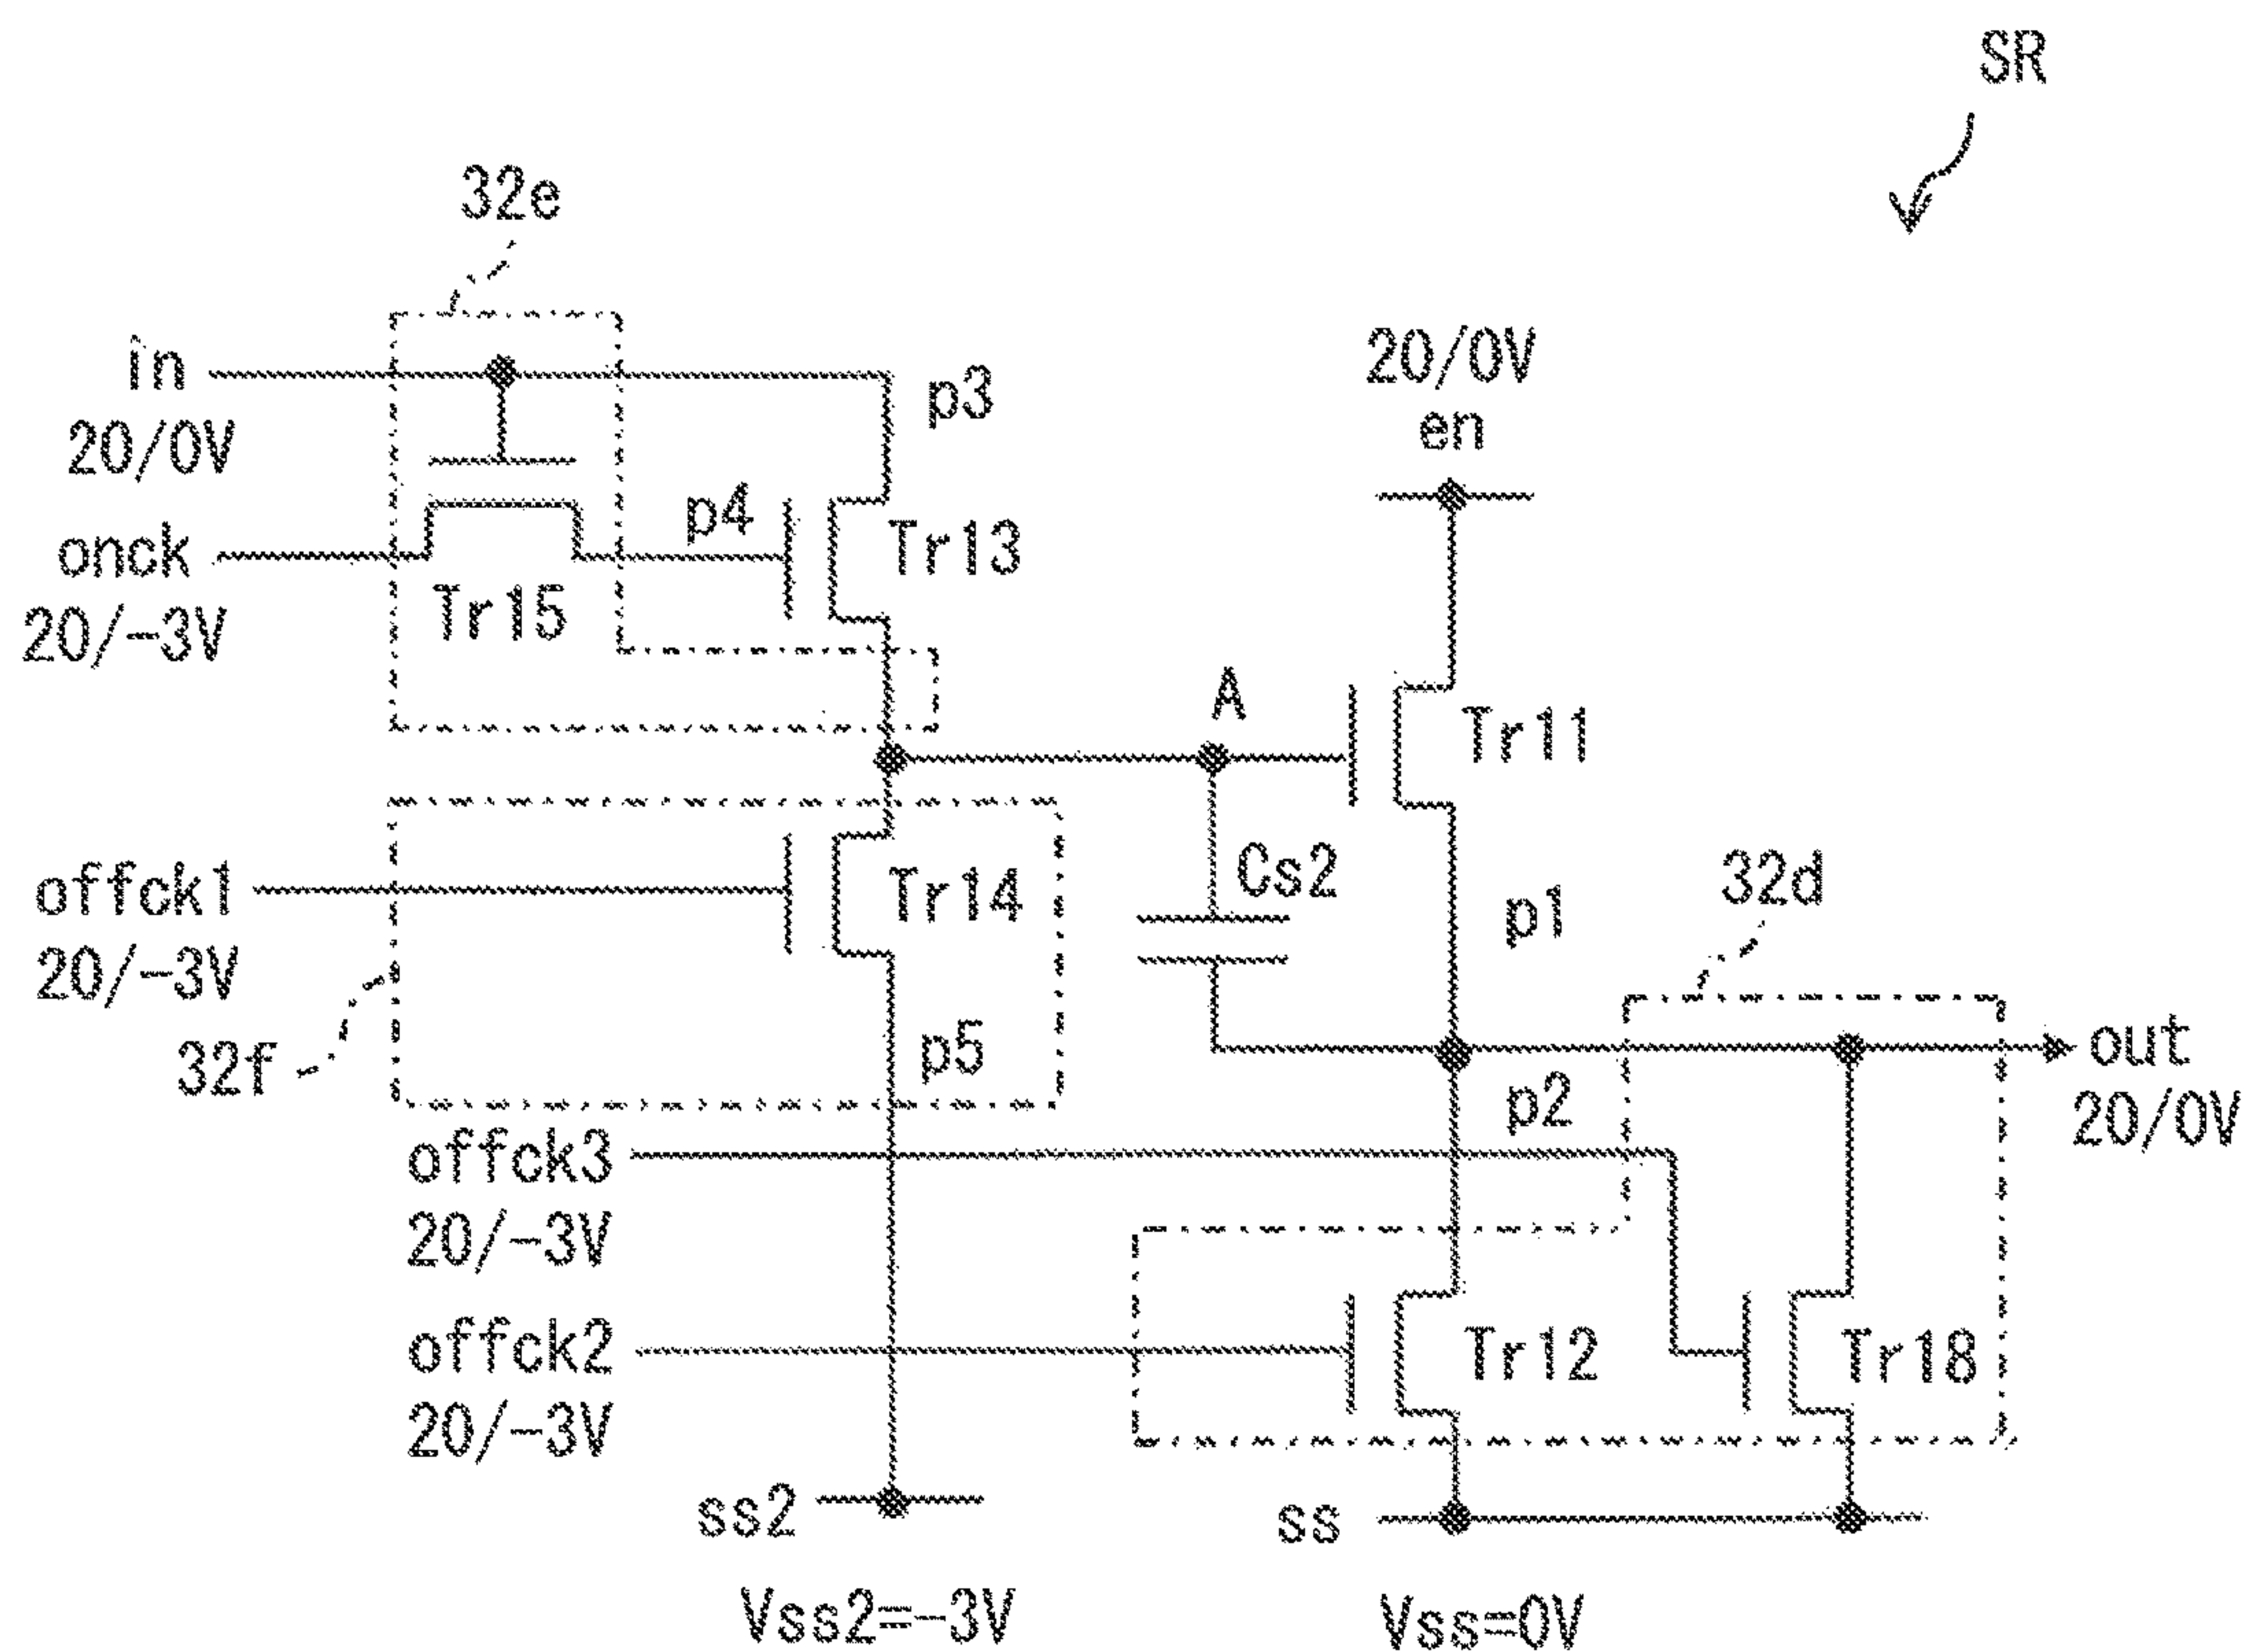 SR
32e
in
20/0V
p3
20/0V
en
onck
20/-3V
p4
Tr15
Tr13
A
Tr11
offck1
20/-3V
Tr14
Cs2
p1
32d
32f
p5
out
20/0V
p2
offck3
20/-3V
offck2
20/-3V
Tr12
Tr18
ss2
ss
Vss2=-3V
Vss=0V